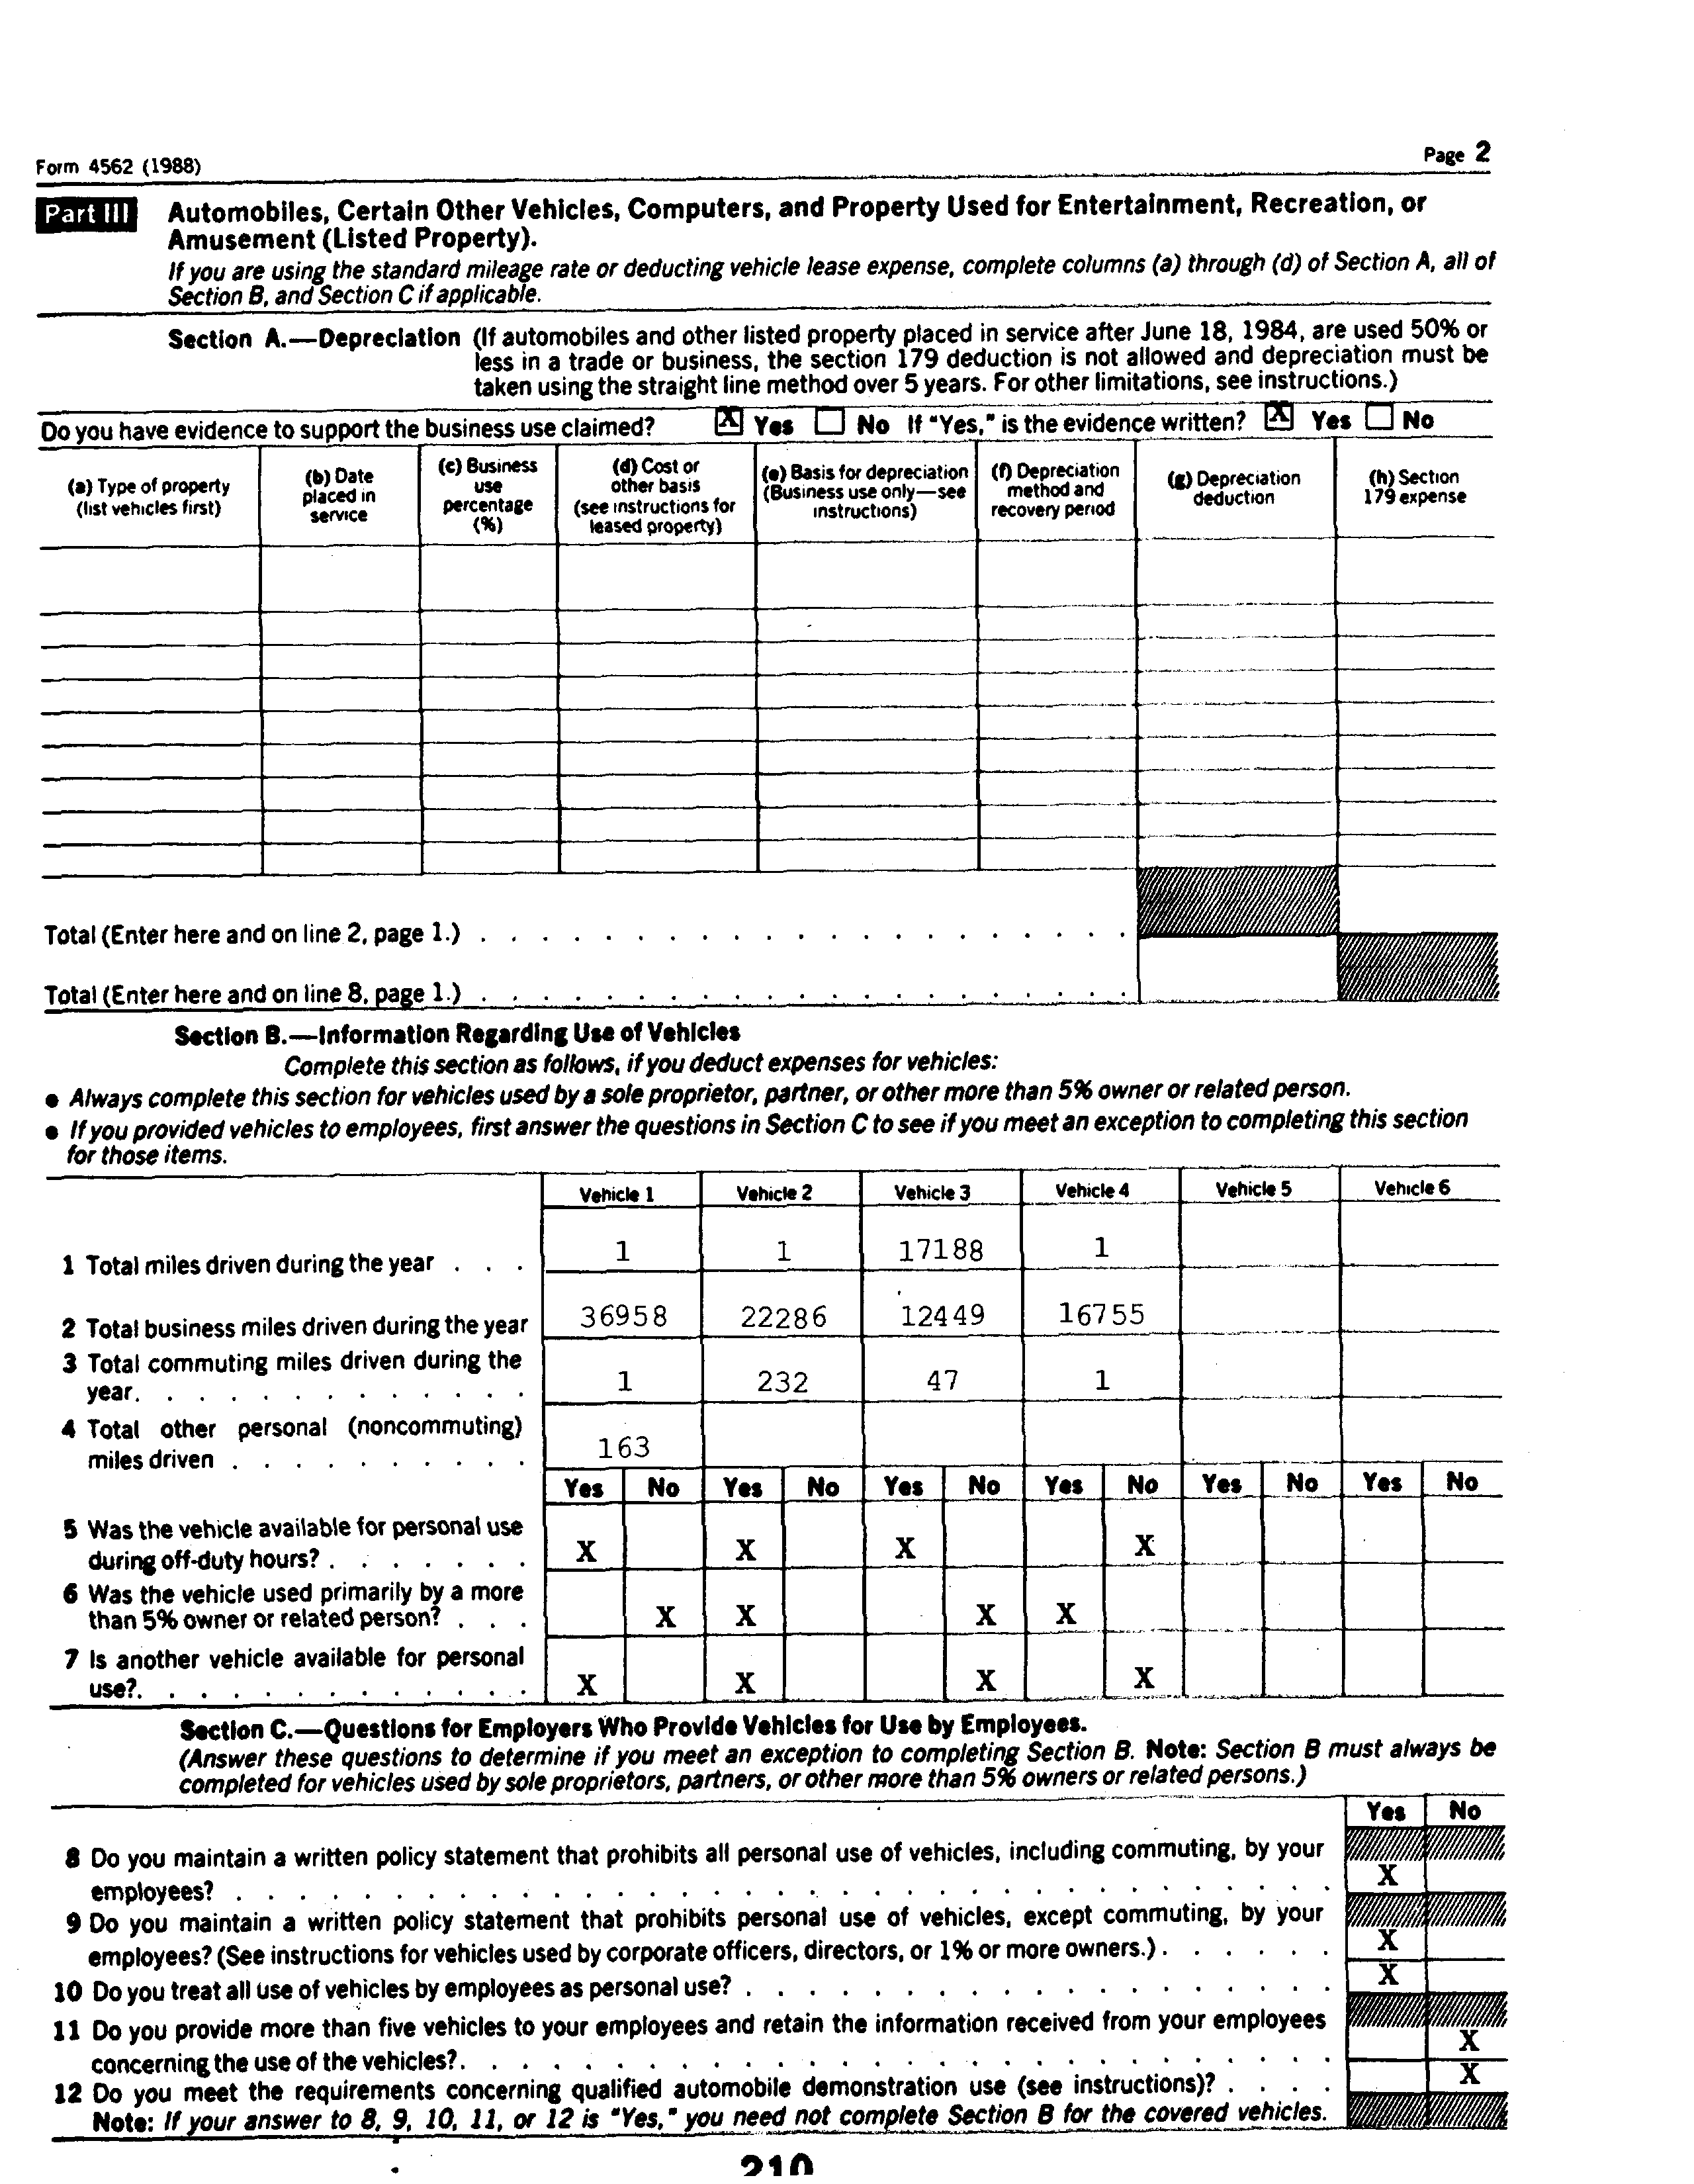 Form 4562 (1988)
Page 2
Part III Automobiles, Certain Other Vehicles, Computers, and Property Used for Entertainment, Recreation, or
Amusement (Listed Property).
If you are using the standard mileage rate or deducting vehicle lease expense, complete columns (a) through (d) of Section A, all of
Section B, and Section C if applicable.
Section A.—Depreciation (If automobiles and other listed property placed in service after June 18, 1984, are used 50% or
less in a trade or business, the section 179 deduction is not allowed and depreciation must be
taken using the straight line method over 5 years. For other limitations, see instructions.)
Do you have evidence to support the business use claimed? X Yes No If "Yes," is the evidence written? X Yes No
(a) Type of property
(list vehicles first)
(b) Date
placed in
service
(c) Business
use
percentage
(%)
(d) Cost or
other basis
(see instructions for
leased property)
(e) Basis for depreciation
(Business use only—see
instructions)
(f) Depreciation
method and
recovery period
(g) Depreciation
deduction
(h) Section
179 expense
Total (Enter here and on line 2, page 1.) . . . . . . . . . . . . . . . . . . . . .
Total (Enter here and on line 8, page 1.) . . . . . . . . . . . . . . . . . . . . .
Section B.—Information Regarding Use of Vehicles
Complete this section as follows, if you deduct expenses for vehicles:
● Always complete this section for vehicles used by a sole proprietor, partner, or other more than 5% owner or related person.
● If you provided vehicles to employees, first answer the questions in Section C to see if you meet an exception to completing this section
for those items.
Vehicle 1 Vehicle 2 Vehicle 3 Vehicle 4 Vehicle 5 Vehicle 6
1 Total miles driven during the year . . . 1 1 17188 1
2 Total business miles driven during the year 36958 22286 12449 16755
3 Total commuting miles driven during the
year. . . . . . . . . . . . . 1 232 47 1
4 Total other personal (noncommuting)
miles driven . . . . . . . . . . 163
Yes No Yes No Yes No Yes No Yes No Yes No
5 Was the vehicle available for personal use
during off-duty hours? . . . . . . . X X X X
6 Was the vehicle used primarily by a more
than 5% owner or related person? . . . X X X X
7 Is another vehicle available for personal
use?. . . . . . . . . . . . . X X X X
Section C.—Questions for Employers Who Provide Vehicles for Use by Employees.
(Answer these questions to determine if you meet an exception to completing Section B. Note: Section B must always be
completed for vehicles used by sole proprietors, partners, or other more than 5% owners or related persons.)
Yes No
8 Do you maintain a written policy statement that prohibits all personal use of vehicles, including commuting, by your
employees? . . . . . . . . . . . . . . . . . . . . . . . . . . . . . . . . . . . X
9 Do you maintain a written policy statement that prohibits personal use of vehicles, except commuting, by your
employees? (See instructions for vehicles used by corporate officers, directors, or 1% or more owners.) . . . . . . X
10 Do you treat all use of vehicles by employees as personal use? . . . . . . . . . . . . . . . . . . . X
11 Do you provide more than five vehicles to your employees and retain the information received from your employees
concerning the use of the vehicles?. . . . . . . . . . . . . . . . . . . . . . . . . . . . X
12 Do you meet the requirements concerning qualified automobile demonstration use (see instructions)? . . . . X
Note: If your answer to 8, 9, 10, 11, or 12 is "Yes," you need not complete Section B for the covered vehicles.
210